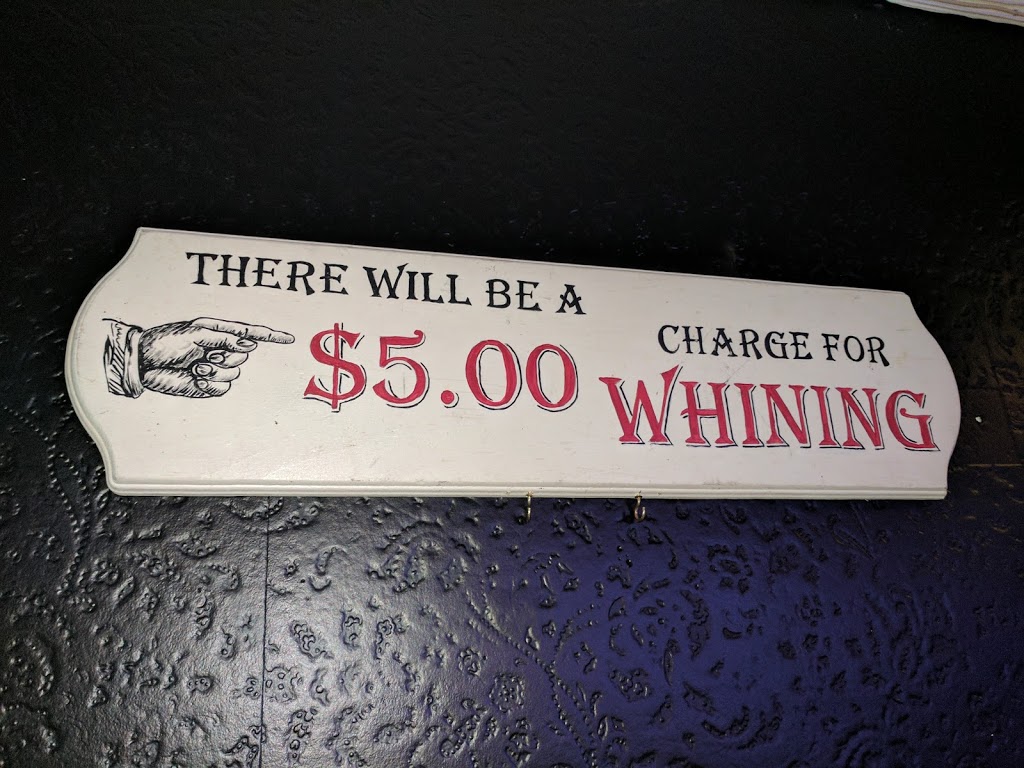 THERE WILL BE A
$5.00
CHARGE FOR
WHINING